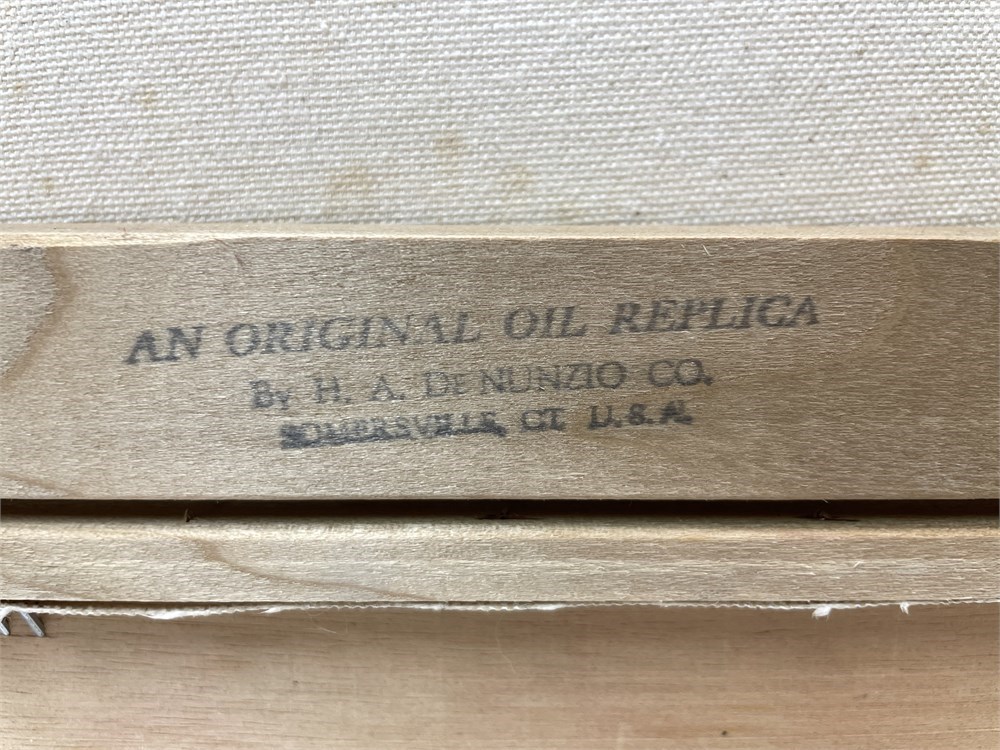 AN ORIGINAL OIL REPLICA
By H. A. De NUNZIO CO.
SOMERSVILLE, CT. U.S.A.